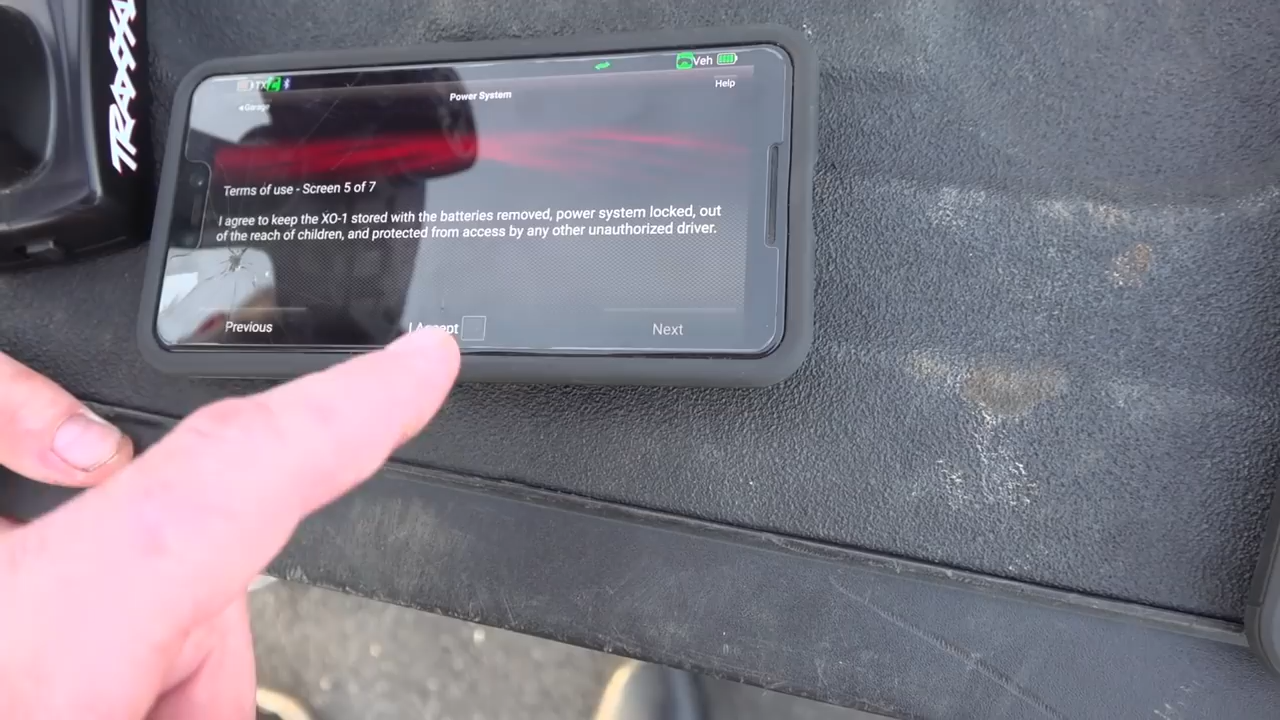 TRAXXAS
TX
Veh
Garage
Power System
Help
Terms of use - Screen 5 of 7
I agree to keep the XO-1 stored with the batteries removed, power system locked, out
of the reach of children, and protected from access by any other unauthorized driver.
Previous
I Accept
Next